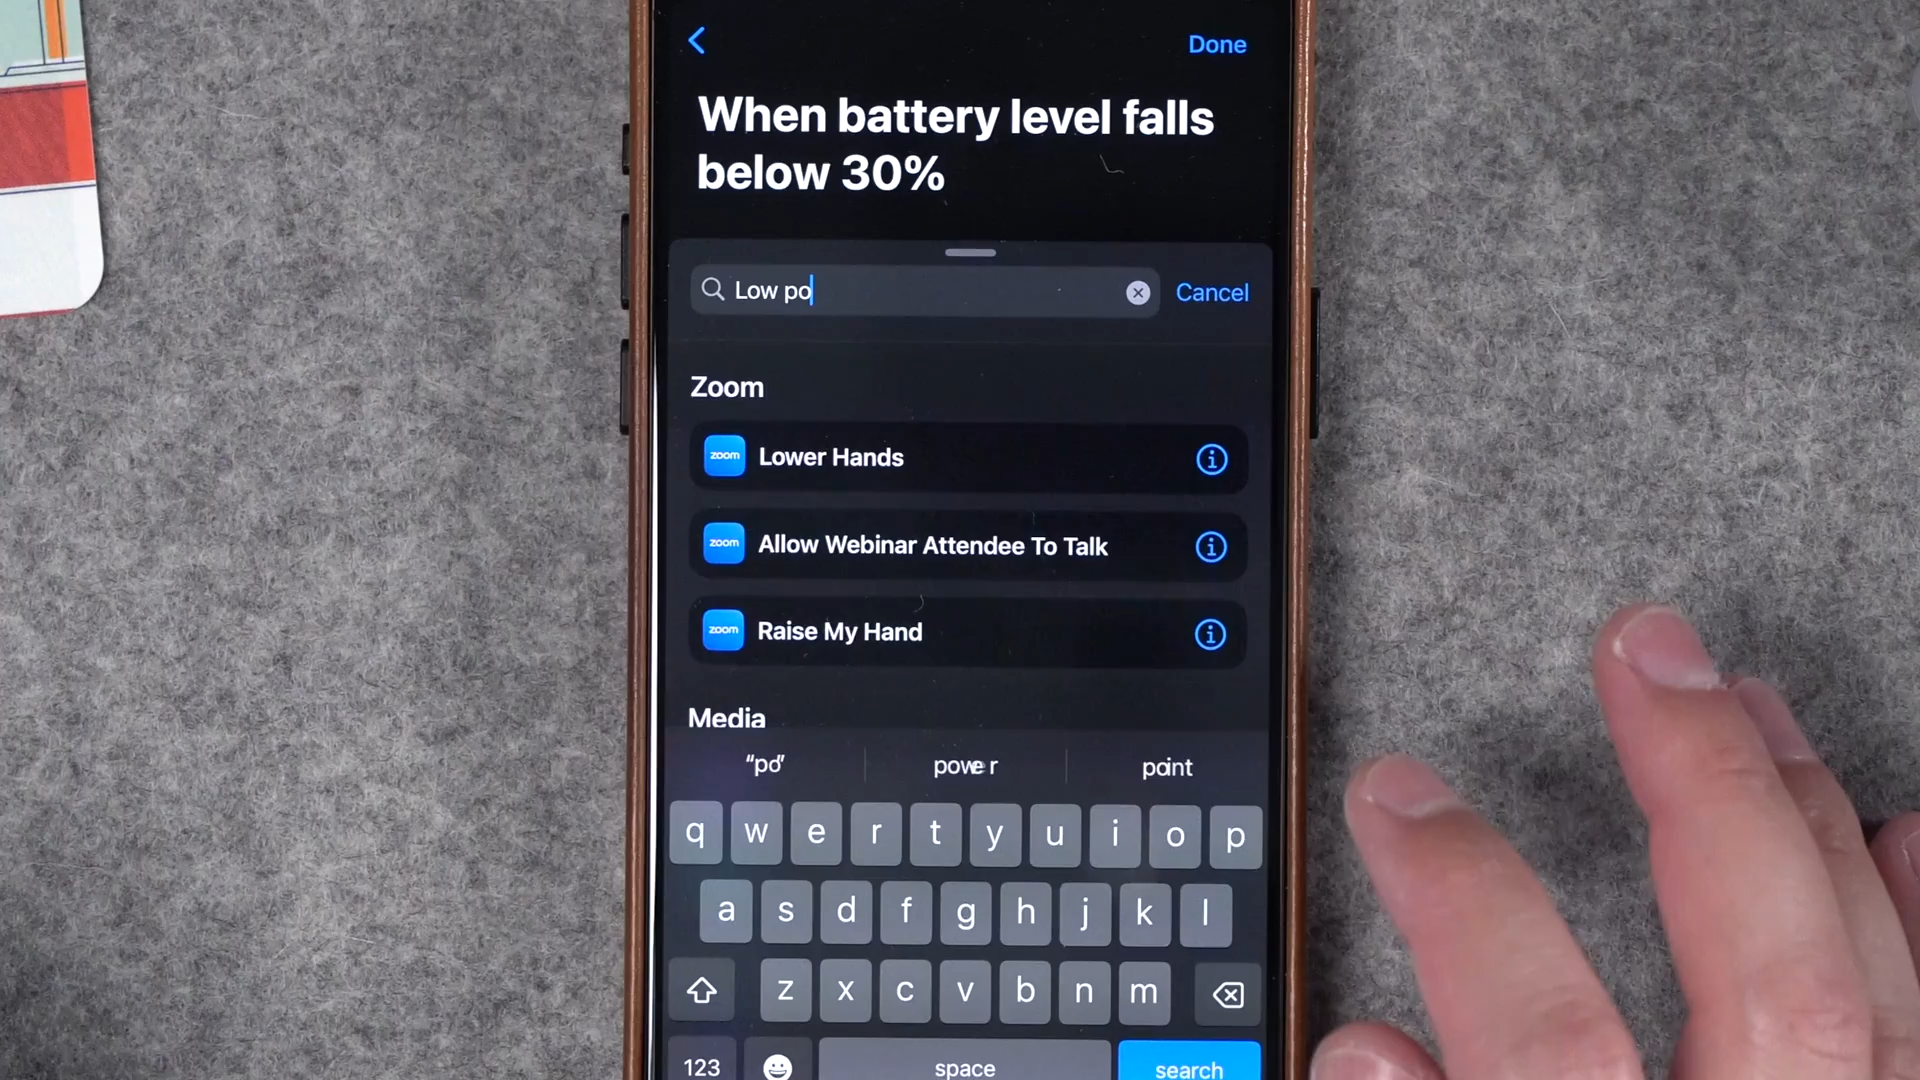 Done
When battery level falls
below 30%
Low po
Cancel
Zoom
zoom Lower Hands
zoom Allow Webinar Attendee To Talk
zoom Raise My Hand
Media
“po” power point
q w e r t y u i o p
a s d f g h j k l
z x c v b n m
123 space search